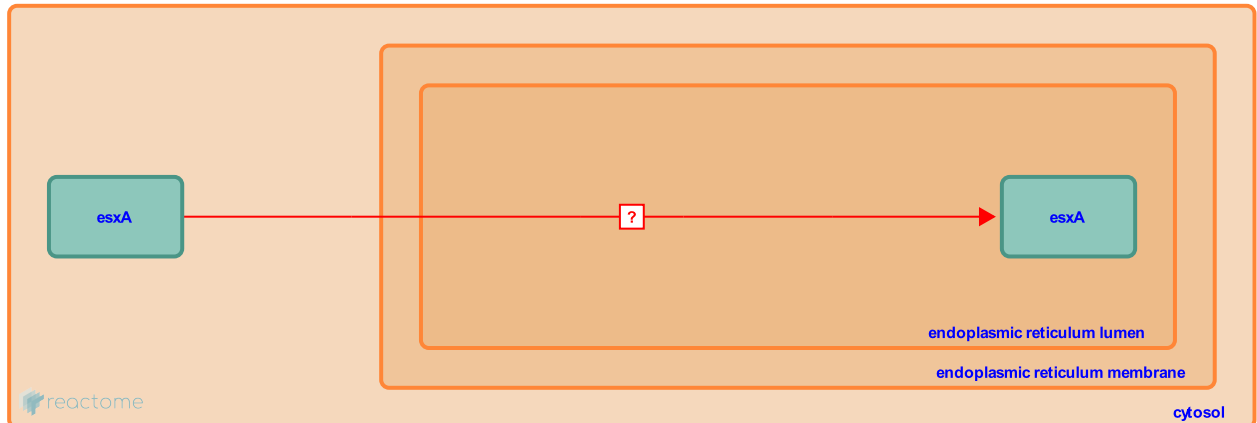 esxA
?
esxA
endoplasmic reticulum lumen
endoplasmic reticulum membrane
reactome
cytosol